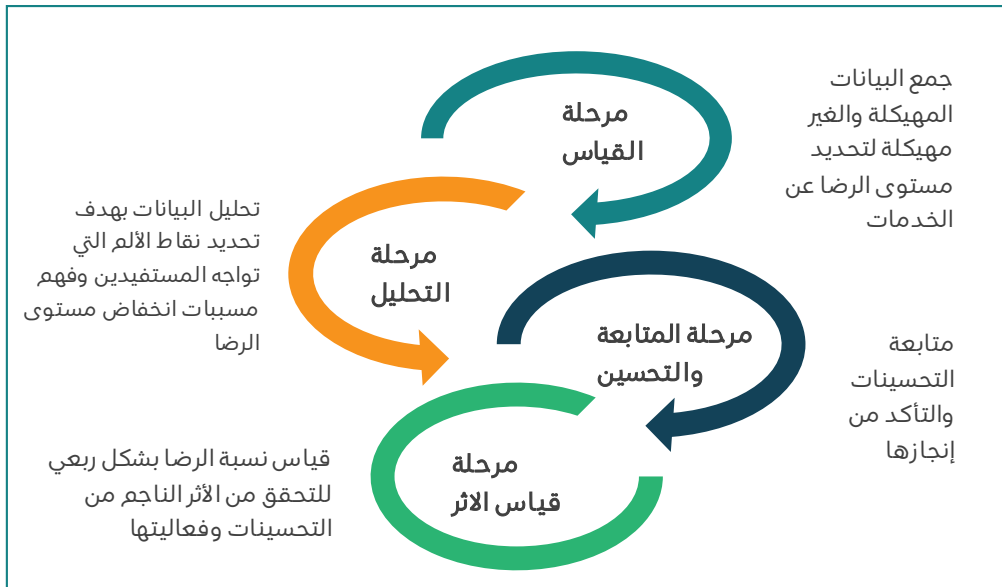 مرحلة
القياس
جمع البيانات
المهيكلة والغير
مهيكلة لتحديد
مستوى الرضا عن
الخدمات
مرحلة
التحليل
تحليل البيانات بهدف
تحديد نقاط الألم التي
تواجه المستفيدين وفهم
مسببات انخفاض مستوى
الرضا
مرحلة المتابعة
والتحسين
متابعة
التحسينات
والتأكد من
إنجازها
مرحلة
قياس الاثر
قياس نسبة الرضا بشكل ربعي
للتحقق من الأثر الناجم من
التحسينات وفعاليتها